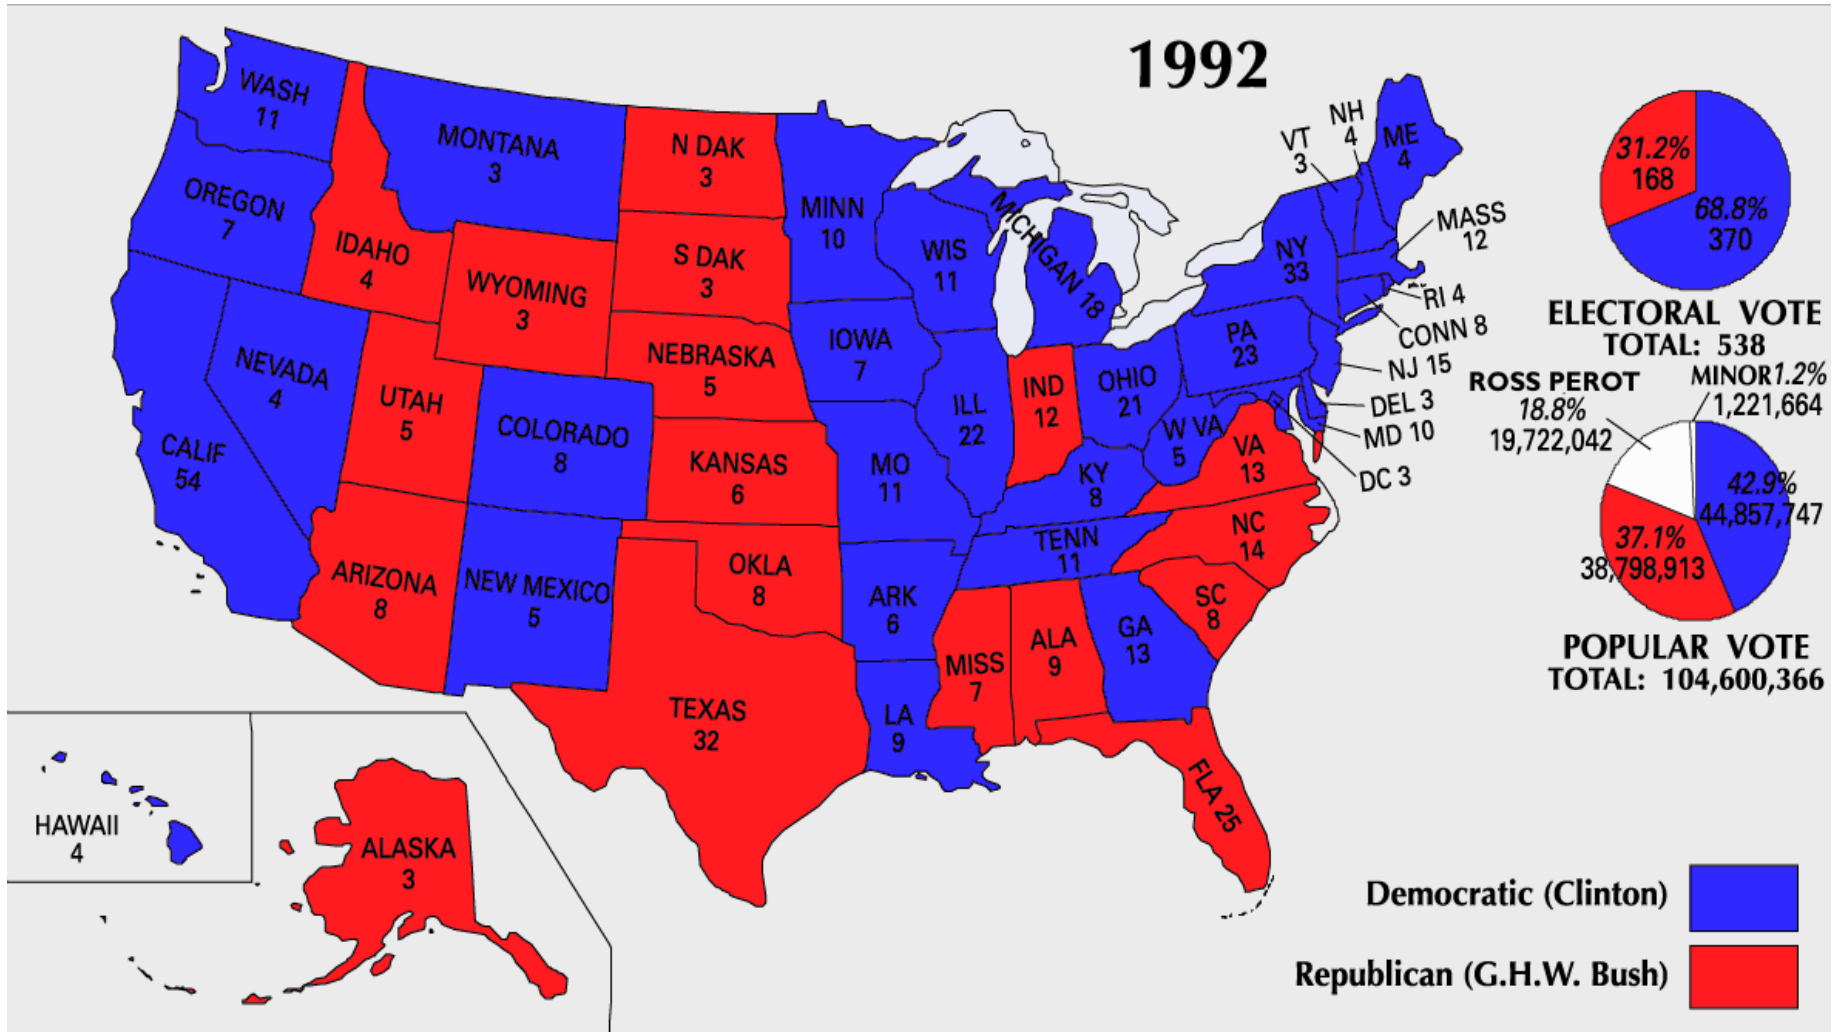 1992
WASH
11
OREGON
7
CALIF
54
NEVADA
4
IDAHO
4
MONTANA
3
WYOMING
3
UTAH
5
COLORADO
8
ARIZONA
8
NEW MEXICO
5
N DAK
3
S DAK
3
NEBRASKA
5
KANSAS
6
OKLA
8
TEXAS
32
MINN
10
IOWA
7
MO
11
ARK
6
LA
9
WIS
11
ILL
22
MICHIGAN 18
IND
12
OHIO
21
KY
8
TENN
11
MISS
7
ALA
9
GA
13
FLA 25
SC
8
NC
14
VA
13
W VA
5
PA
23
NY
33
VT
3
NH
4
ME
4
MASS
12
RI 4
CONN 8
NJ 15
DEL 3
MD 10
DC 3
HAWAII
4
ALASKA
3
31.2%
168
68.8%
370
ELECTORAL VOTE
TOTAL: 538
ROSS PEROT
18.8%
19,722,042
MINOR 1.2%
1,221,664
42.9%
44,857,747
37.1%
38,798,913
POPULAR VOTE
TOTAL: 104,600,366
Democratic (Clinton)
Republican (G.H.W. Bush)